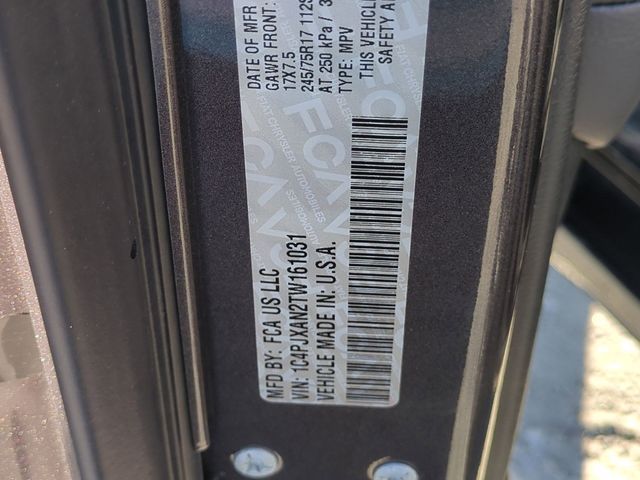 MFD BY: FCA US LLC
DATE OF MFR
GAWR FRONT:
VIN: 1C4PJXAN2TW161031
17X7.5
245/75R17 112S
VEHICLE MADE IN: U.S.A.
AT 250 kPa / 3
TYPE: MPV
THIS VEHICLE
SAFETY A